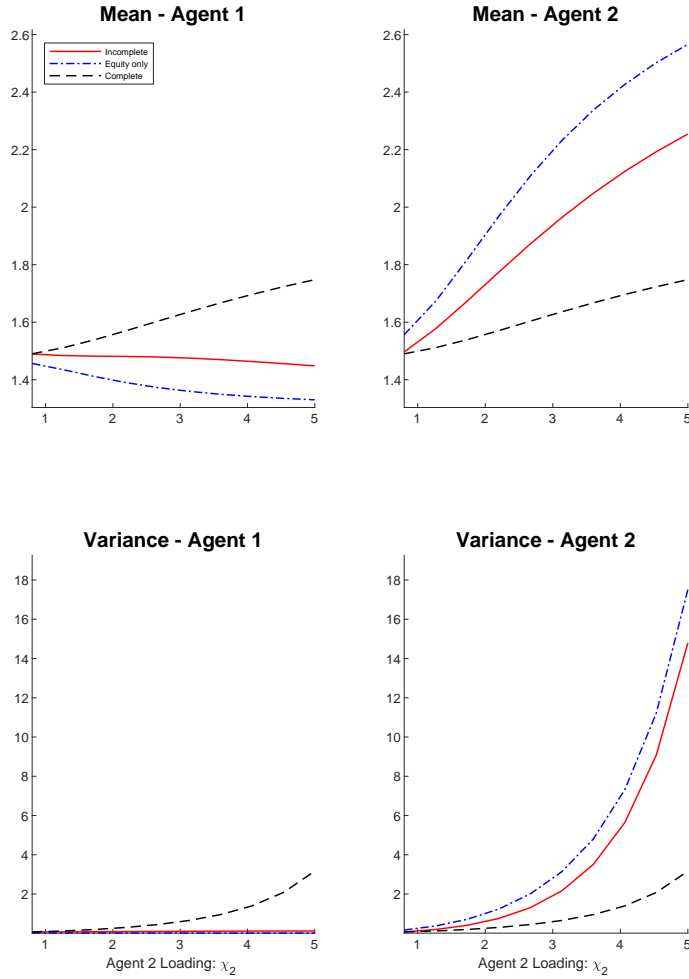 Mean - Agent 1
2.6
2.4
2.2
2
1.8
1.6
1.4
1 2 3 4 5
Incomplete
Equity only
Complete
Mean - Agent 2
2.6
2.4
2.2
2
1.8
1.6
1.4
1 2 3 4 5
Variance - Agent 1
18
16
14
12
10
8
6
4
2
1 2 3 4 5
Agent 2 Loading: χ₂
Variance - Agent 2
18
16
14
12
10
8
6
4
2
1 2 3 4 5
Agent 2 Loading: χ₂